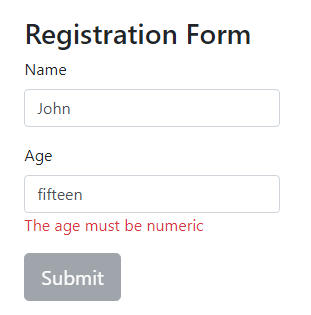 Registration Form
Name
John
Age
fifteen
The age must be numeric
Submit